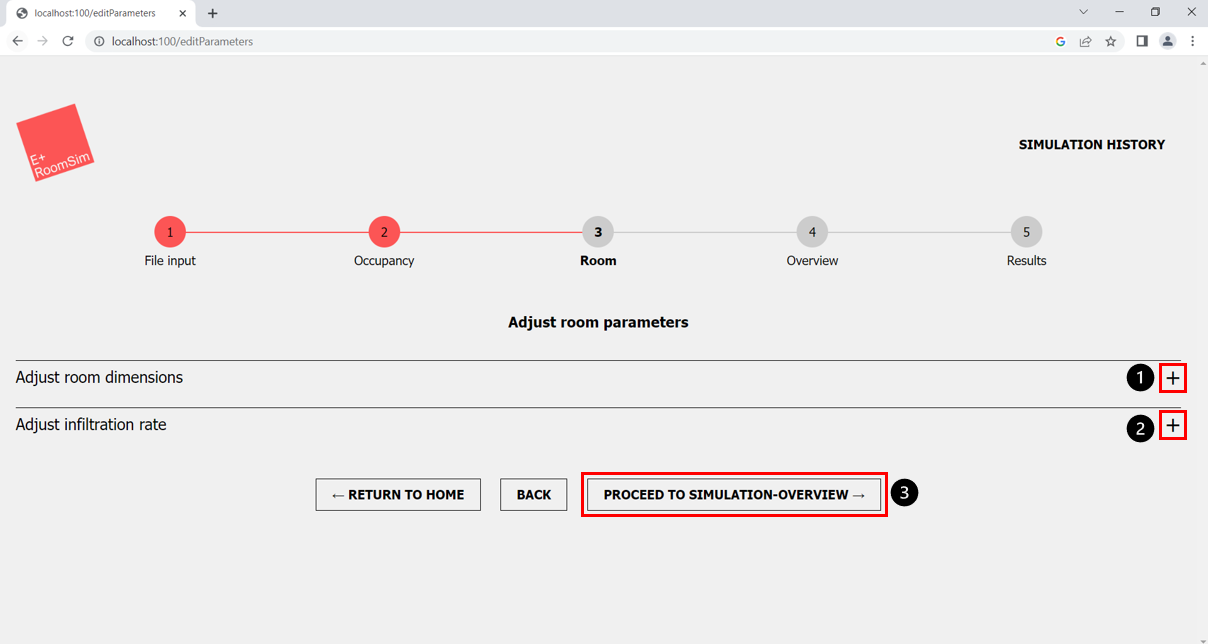 localhost:100/editParameters
localhost:100/editParameters
E+
RoomSim
SIMULATION HISTORY
1 2 3 4 5
File input Occupancy Room Overview Results
Adjust room parameters
Adjust room dimensions 1 +
Adjust infiltration rate 2 +
← RETURN TO HOME BACK PROCEED TO SIMULATION-OVERVIEW → 3